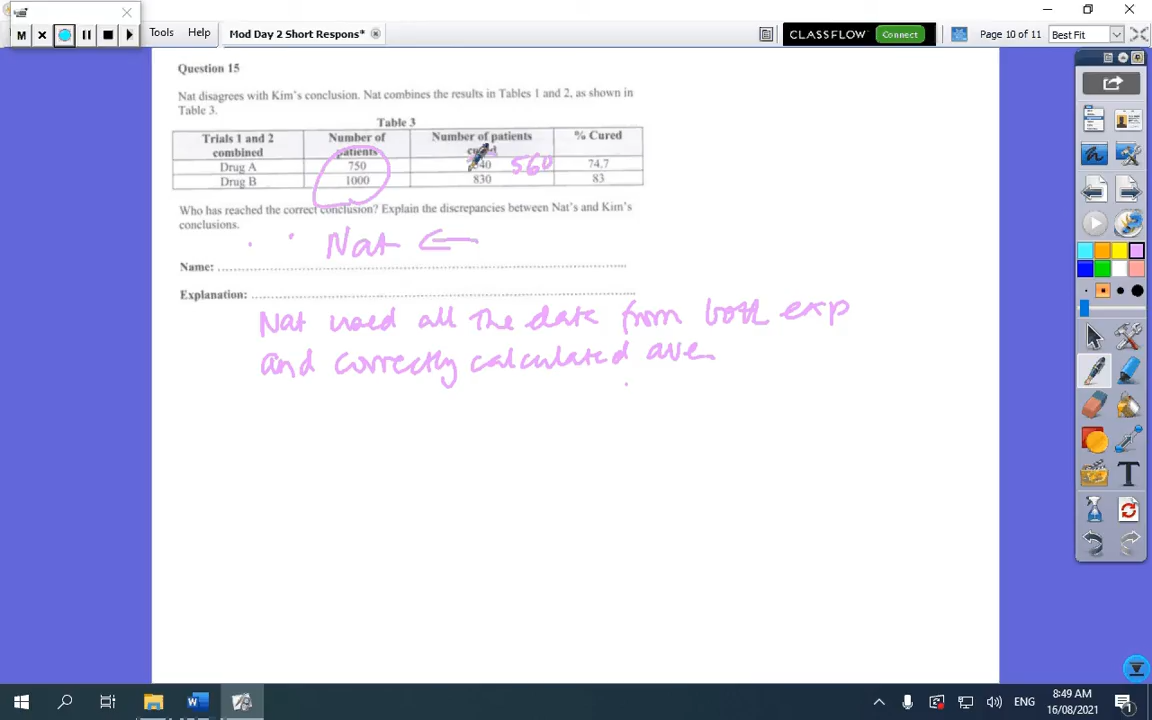 Tools Help Mod Day 2 Short Respons* CLASSFLOW Connect Page 10 of 11 Best Fit
M
Question 15
Nat disagrees with Kim's conclusion. Nat combines the results in Tables 1 and 2, as shown in
Table 3.
Table 3
Trials 1 and 2 combined Number of patients Number of patients % Cured
Drug A 750 560 74.7
Drug B 1000 830 83
Who has reached the correct conclusion? Explain the discrepancies between Nat's and Kim's
conclusions.
Nat
Name:
Explanation:
Nat used all the data from both exp
and correctly calculated ave
T
ENG 8:49 AM
16/08/2021
1